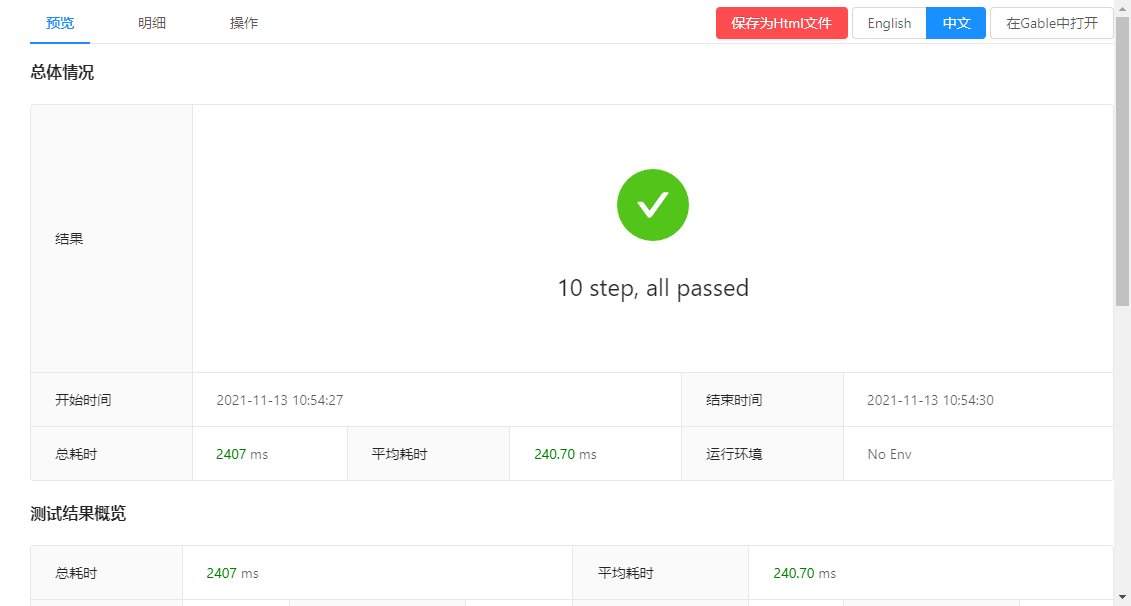 预览 明细 操作 保存为Html文件 English 中文 在Gable中打开
总体情况
结果
10 step, all passed
开始时间 2021-11-13 10:54:27 结束时间 2021-11-13 10:54:30
总耗时 2407 ms 平均耗时 240.70 ms 运行环境 No Env
测试结果概览
总耗时 2407 ms 平均耗时 240.70 ms